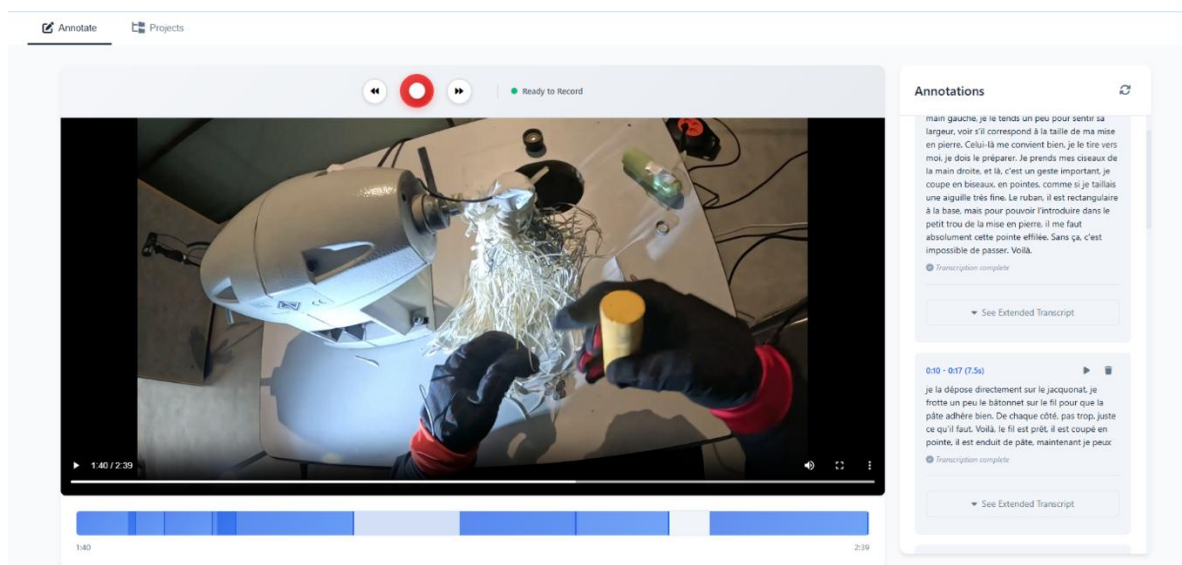 Annotate
Projects
Ready to Record
1:40 / 2:39
1:40
2:39
Annotations
main gauche, je le tends un peu pour sentir sa
largeur, voir s'il correspond à la taille de ma mise
en pierre. Celui-là me convient bien, je le tire vers
moi, je dois le préparer. Je prends mes ciseaux de
la main droite, et là, c'est un geste important, je
coupe en biseaux, en pointes, comme si je taillais
une aiguille très fine. Le ruban, il est rectangulaire
à la base, mais pour pouvoir l'introduire dans le
petit trou de la mise en pierre, il me faut
absolument cette pointe effilée. Sans ça, c'est
impossible de passer. Voilà.
Transcription complete
See Extended Transcript
0:10 - 0:17 (7.5s)
je la dépose directement sur le jacquonat, je
frotte un peu le bâtonnet sur le fil pour que la
pâte adhère bien. De chaque côté, pas trop, juste
ce qu'il faut. Voilà, le fil est prêt, il est coupé en
pointe, il est enduit de pâte, maintenant je peux
Transcription complete
See Extended Transcript